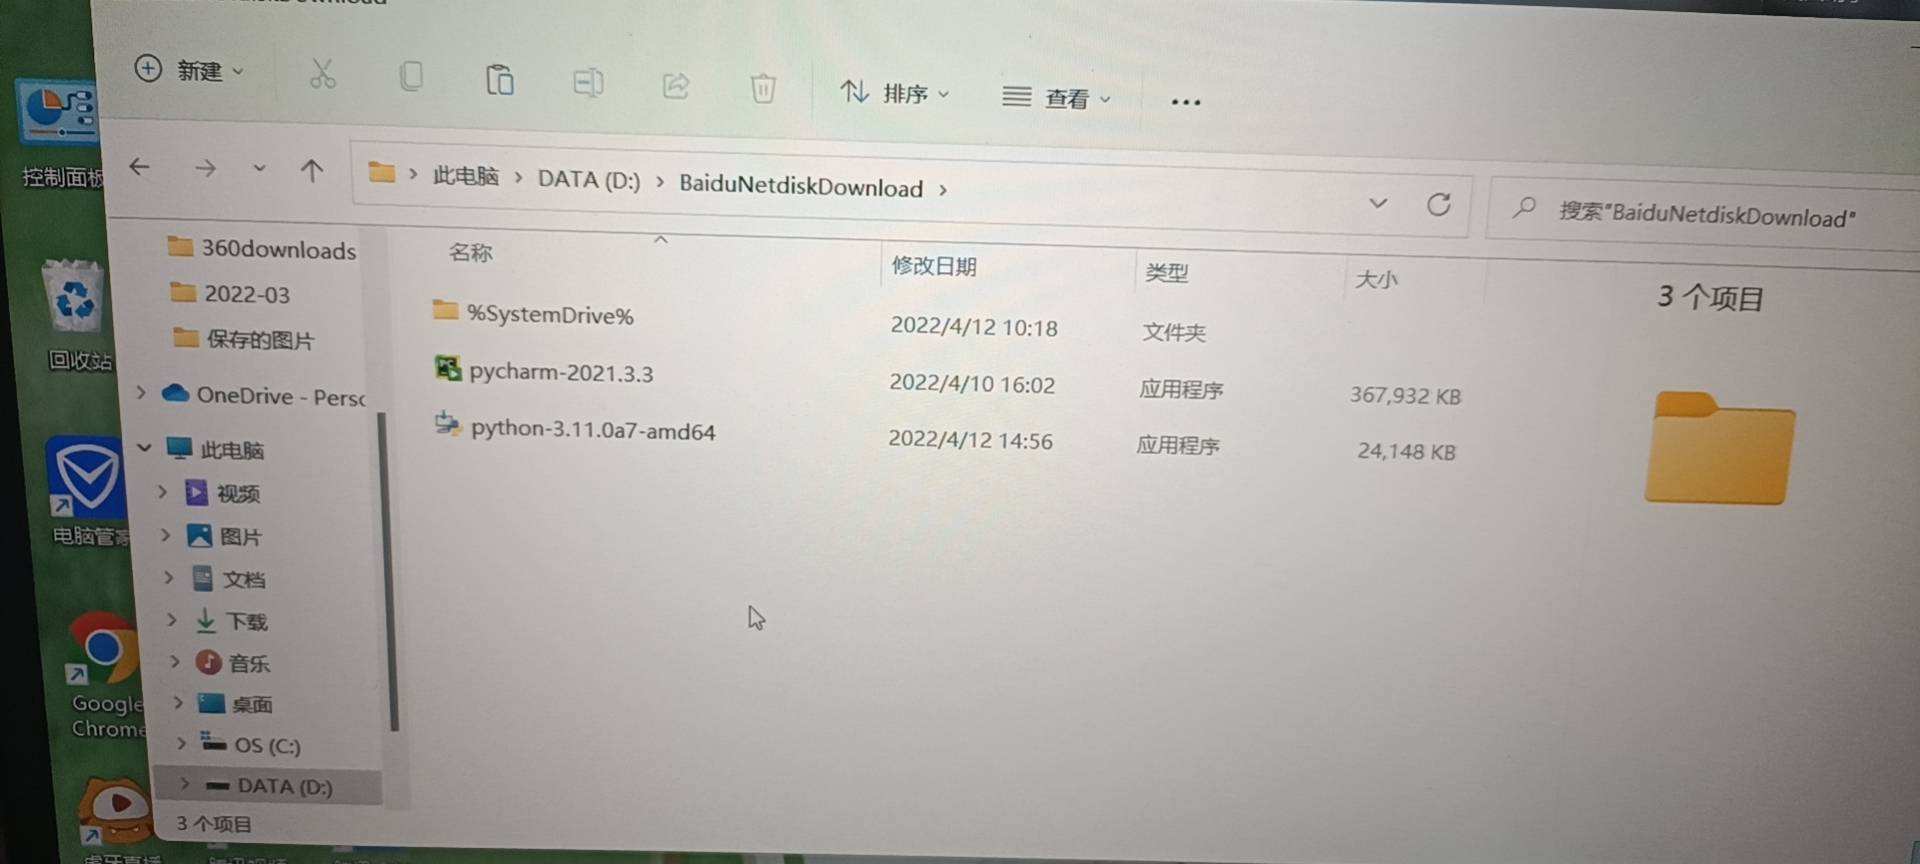 新建
排序
查看
此电脑 > DATA (D:) > BaiduNetdiskDownload >
搜索"BaiduNetdiskDownload"
控制面板
回收站
电脑管家
Google
Chrome
360downloads
2022-03
保存的图片
OneDrive - Pers
此电脑
视频
图片
文档
下载
音乐
桌面
OS (C:)
DATA (D:)
3 个项目
名称 修改日期 类型 大小
%SystemDrive% 2022/4/12 10:18 文件夹
pycharm-2021.3.3 2022/4/10 16:02 应用程序 367,932 KB
python-3.11.0a7-amd64 2022/4/12 14:56 应用程序 24,148 KB
3 个项目